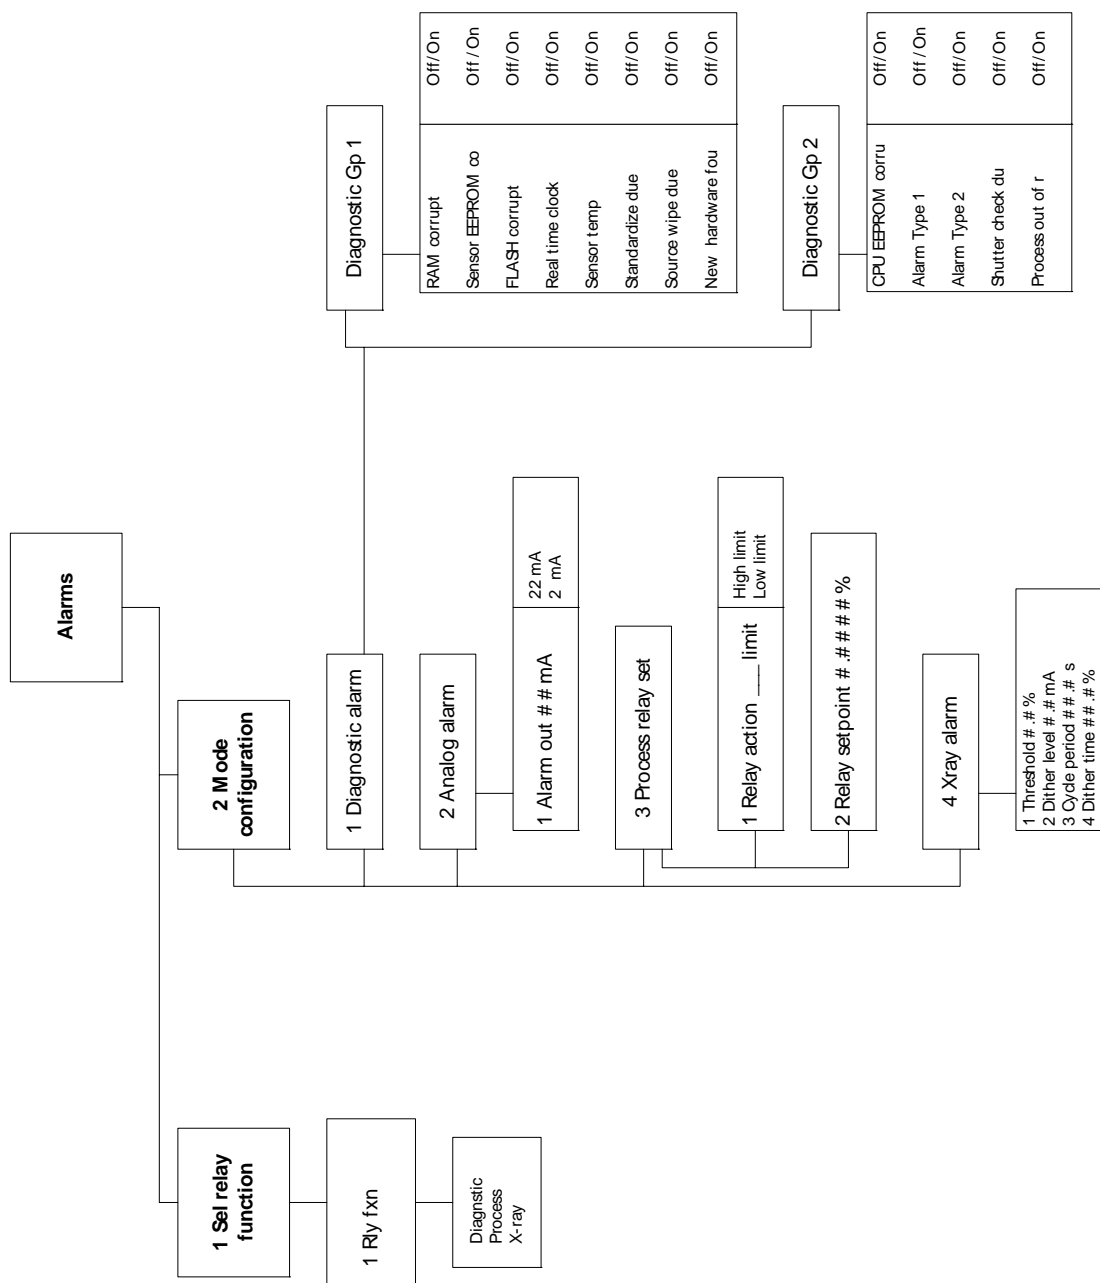 Alarms
1 Sel relay
function
1 Rly fxn
Diagnstic
Process
X-ray
2 Mode
configuration
1 Diagnostic alarm
Diagnostic Gp 1
RAM corrupt Off/On
Sensor EEPROM co Off/On
FLASH corrupt Off/On
Real time clock Off/On
Sensor temp Off/On
Standardize due Off/On
Source wipe due Off/On
New hardware fou Off/On
Diagnostic Gp 2
CPU EEPROM corru Off/On
Alarm Type 1 Off/On
Alarm Type 2 Off/On
Shutter check du Off/On
Process out of r Off/On
2 Analog alarm
1 Alarm out ## mA
22 mA
2 mA
3 Process relay set
1 Relay action ___ limit
High limit
Low limit
2 Relay setpoint #.#### %
4 Xray alarm
1 Threshold #.# %
2 Dither level #.# mA
3 Cycle period ##.# s
4 Dither time ##.# %